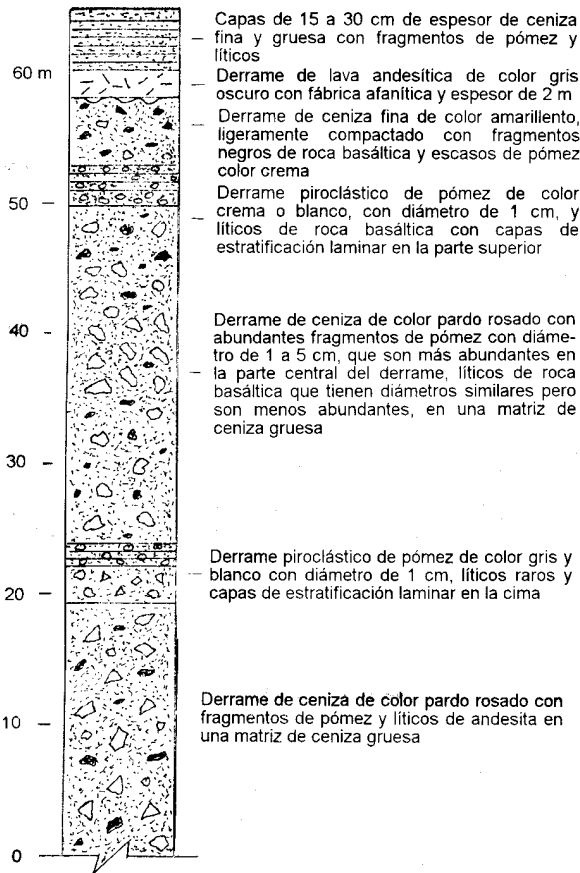 Capas de 15 a 30 cm de espesor de ceniza
fina y gruesa con fragmentos de pómez y
líticos
60 m
Derrame de lava andesítica de color gris
oscuro con fábrica afanítica y espesor de 2 m
Derrame de ceniza fina de color amarillento,
ligeramente compactado con fragmentos
negros de roca basáltica y escasos de pómez
color crema
50
Derrame piroclástico de pómez de color
crema o blanco, con diámetro de 1 cm, y
líticos de roca basáltica con capas de
estratificación laminar en la parte superior
40
Derrame de ceniza de color pardo rosado con
abundantes fragmentos de pómez con diáme-
tro de 1 a 5 cm, que son más abundantes en
la parte central del derrame, líticos de roca
basáltica que tienen diámetros similares pero
son menos abundantes, en una matriz de
ceniza gruesa
30
Derrame piroclástico de pómez de color gris y
blanco con diámetro de 1 cm, líticos raros y
capas de estratificación laminar en la cima
20
Derrame de ceniza de color pardo rosado con
fragmentos de pómez y líticos de andesita en
una matriz de ceniza gruesa
10
0